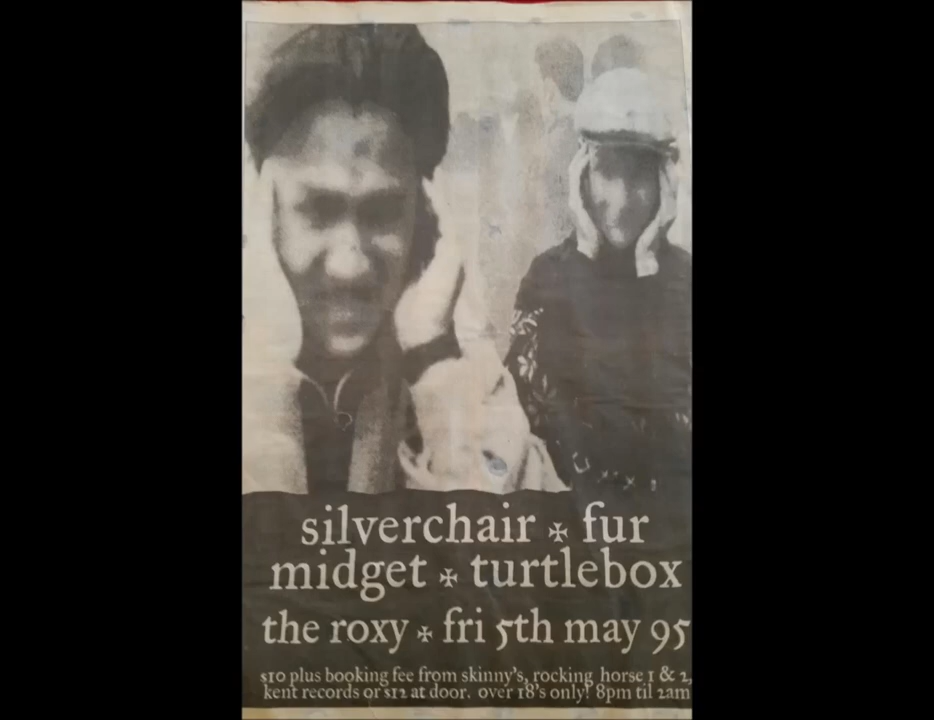 silverchair ✠ fur
midget ✠ turtlebox
the roxy ✠ fri 5th may 95
$10 plus booking fee from skinny's, rocking horse 1 & 2,
kent records or $12 at door. over 18's only! 8pm til 2am